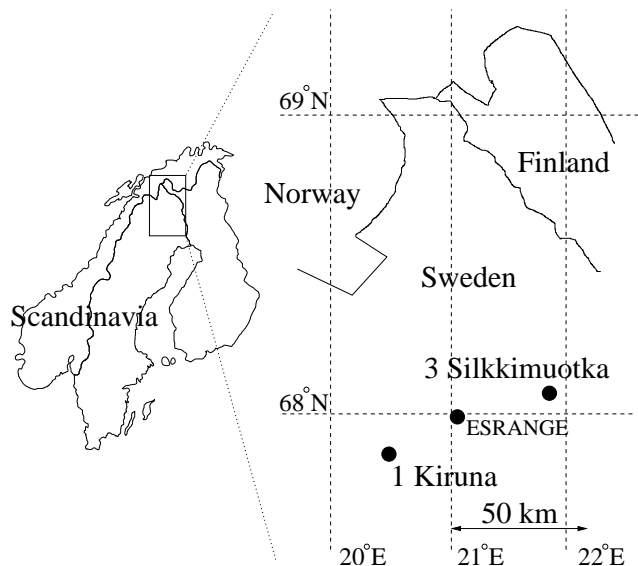 69°N
Finland
Norway
Sweden
Scandinavia
3 Silkkimuotka
68°N
ESRANGE
1 Kiruna
50 km
20°E
21°E
22°E